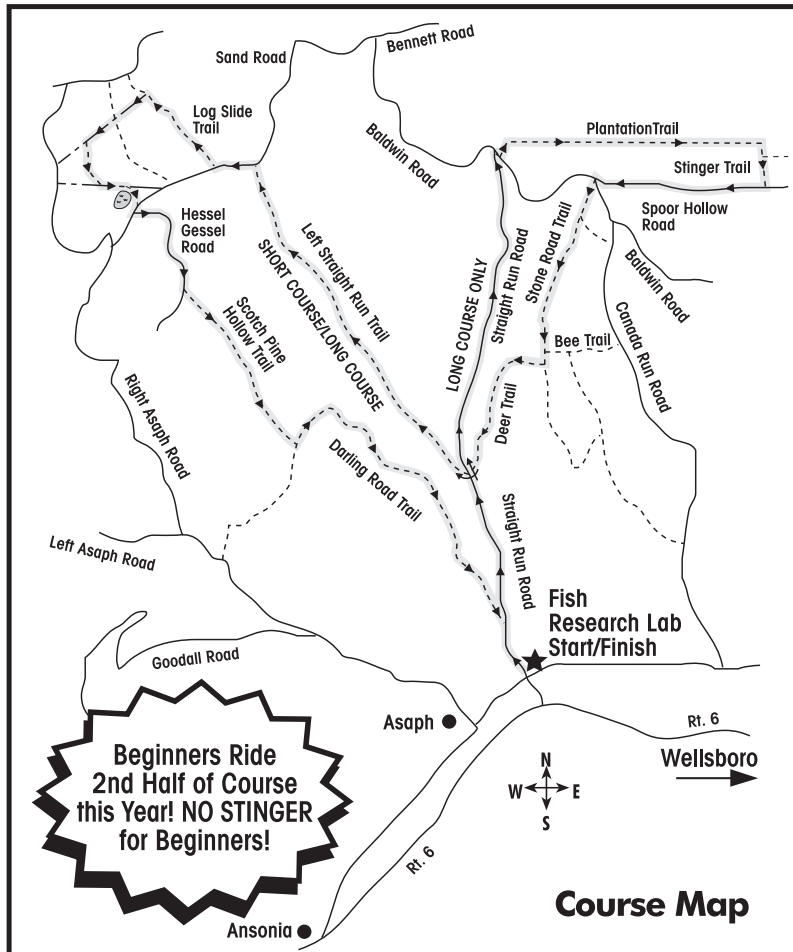 Bennett Road
Sand Road
Log Slide
Trail
Baldwin Road
PlantationTrail
Stinger Trail
Spoor Hollow
Road
Hessel
Gessel
Road
Left Straight Run Trail
SHORT COURSE/LONG COURSE
LONG COURSE ONLY
Straight Run Road
Stone Road Trail
Baldwin Road
Canada Run Road
Bee Trail
Deer Trail
Scotch Pine
Hollow Trail
Right Asaph Road
Darling Road Trail
Straight Run Road
Left Asaph Road
Fish
Research Lab
Start/Finish
Goodall Road
Asaph
Rt. 6
Wellsboro
N
W
E
S
Beginners Ride
2nd Half of Course
this Year! NO STINGER
for Beginners!
Rt. 6
Ansonia
Course Map